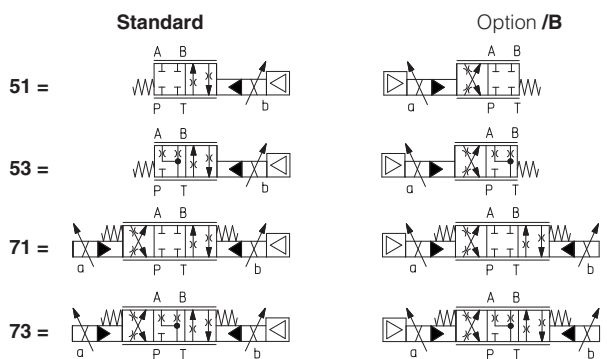 Standard Option /B
A B A B
51 =
b a
P T P T
A B A B
53 =
b a
P T P T
A B A B
71 =
a b a b
P T P T
A B A B
73 =
a b a b
P T P T